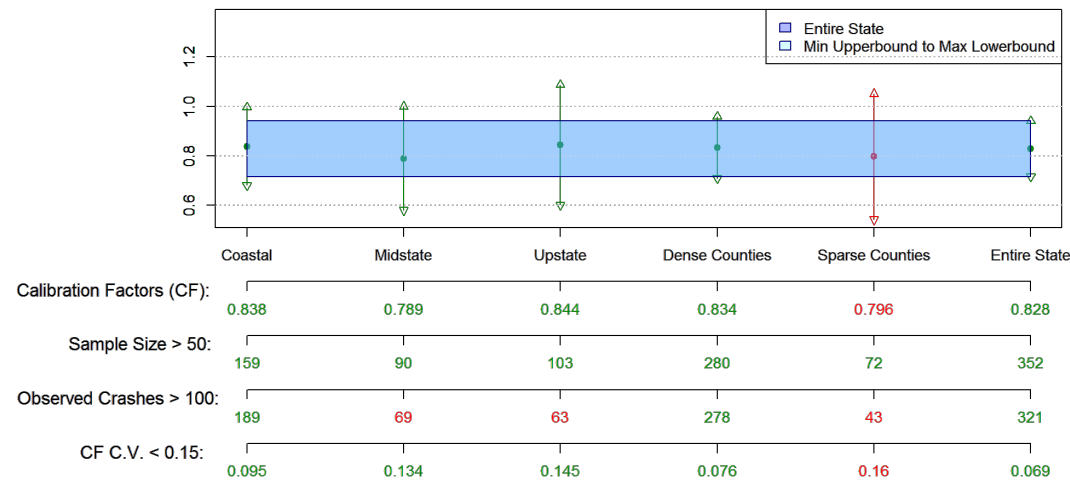 Entire State
Min Upperbound to Max Lowerbound
1.2
1.0
0.8
0.6
Coastal Midstate Upstate Dense Counties Sparse Counties Entire State
Calibration Factors (CF):
0.838 0.789 0.844 0.834 0.796 0.828
Sample Size > 50:
159 90 103 280 72 352
Observed Crashes > 100:
189 69 63 278 43 321
CF C.V. < 0.15:
0.095 0.134 0.145 0.076 0.16 0.069